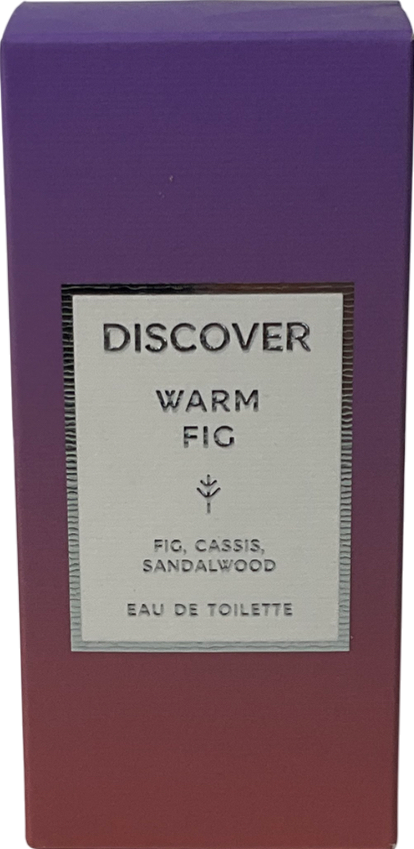 DISCOVER
WARM
FIG
FIG, CASSIS,
SANDALWOOD
EAU DE TOILETTE